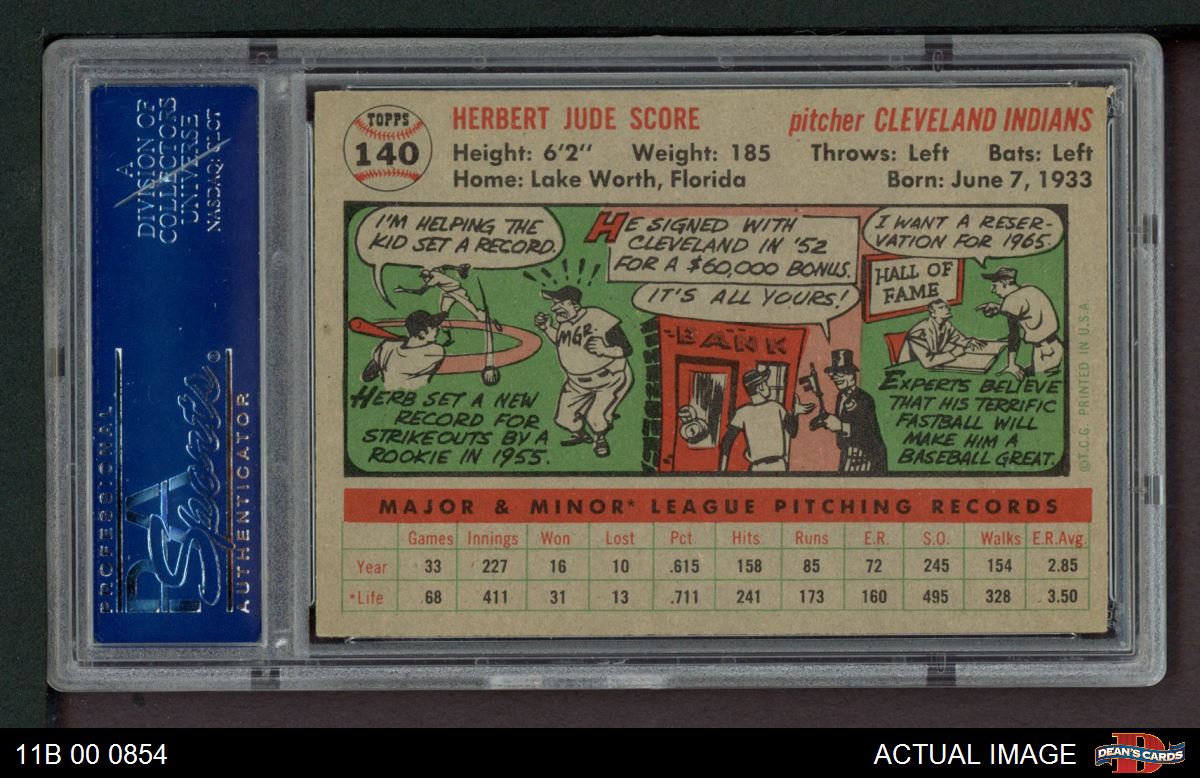 A
DIVISION OF
COLLECTORS
UNIVERSE
NASDAQ: CLCT
PROFESSIONAL
PSA
Sports®
AUTHENTICATOR
TOPPS
140
HERBERT JUDE SCORE
pitcher CLEVELAND INDIANS
Height: 6'2" Weight: 185 Throws: Left Bats: Left
Home: Lake Worth, Florida Born: June 7, 1933
I'M HELPING THE
KID SET A RECORD.
MGR.
HERB SET A NEW
RECORD FOR
STRIKEOUTS BY A
ROOKIE IN 1955.
HE SIGNED WITH
CLEVELAND IN '52
FOR A $60,000 BONUS.
IT'S ALL YOURS!
BANK
I WANT A RESER-
VATION FOR 1965.
HALL OF
FAME
EXPERTS BELIEVE
THAT HIS TERRIFIC
FASTBALL WILL
MAKE HIM A
BASEBALL GREAT.
©T.C.G. PRINTED IN U.S.A.
MAJOR & MINOR* LEAGUE PITCHING RECORDS
Games Innings Won Lost Pct Hits Runs E.R. S.O. Walks E.R.Avg.
Year 33 227 16 10 .615 158 85 72 245 154 2.85
*Life 68 411 31 13 .711 241 173 160 495 328 3.50
11B 00 0854
ACTUAL IMAGE
DEAN'S CARDS